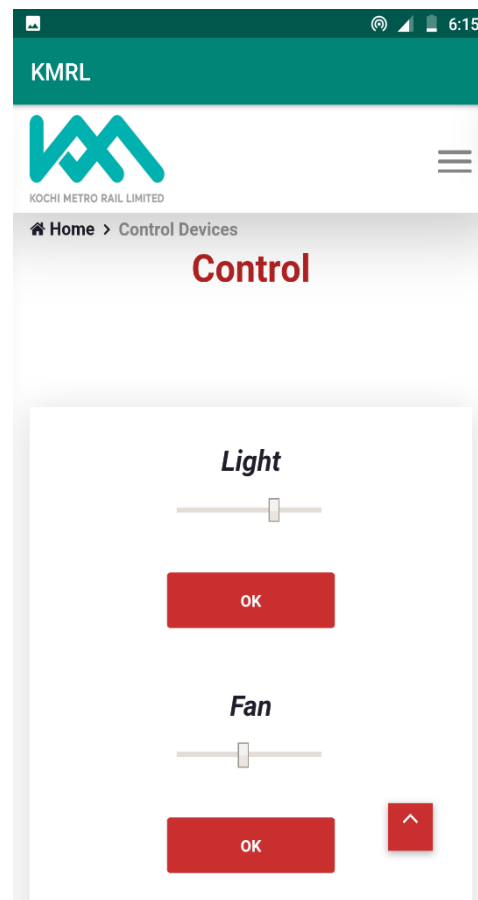 6:15
KMRL
KOCHI METRO RAIL LIMITED
Home > Control Devices
Control
Light
OK
Fan
OK